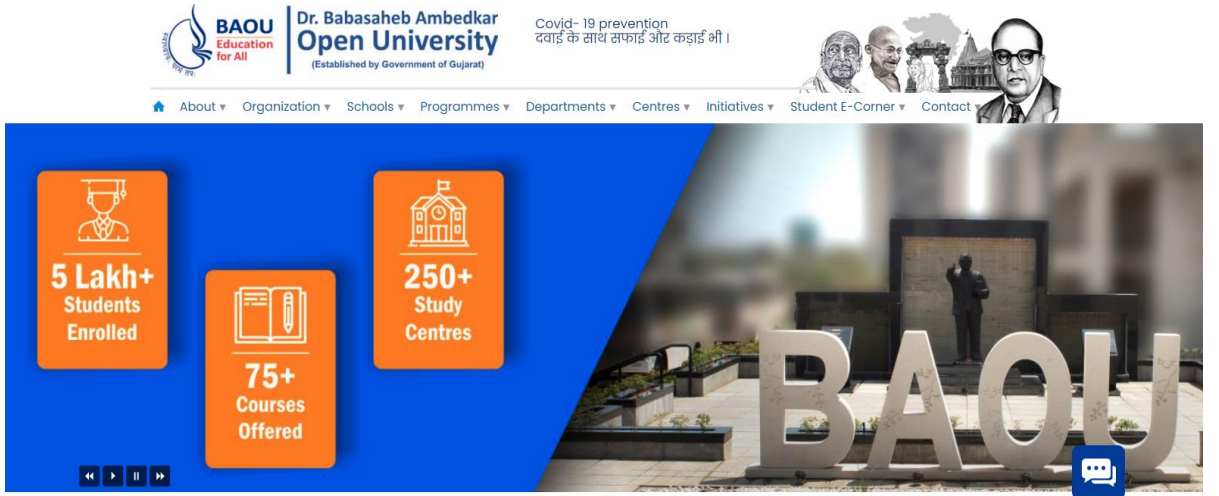 BAOU
Education
for All
Dr. Babasaheb Ambedkar
Open University
(Established by Government of Gujarat)
Covid- 19 prevention
दवाई के साथ सफाई और कड़ाई भी ।
About
Organization
Schools
Programmes
Departments
Centres
Initiatives
Student E-Corner
Contact
5 Lakh+
Students
Enrolled
75+
Courses
Offered
250+
Study
Centres
BAOU